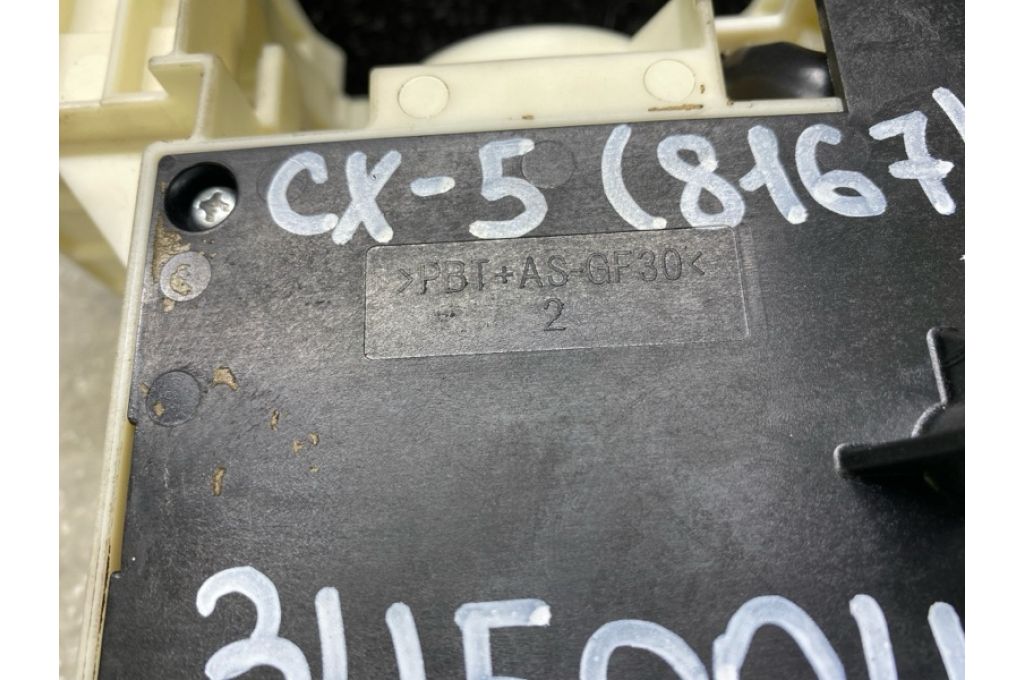 CX-5 (8167)
>PBT+AS-GF30<
2